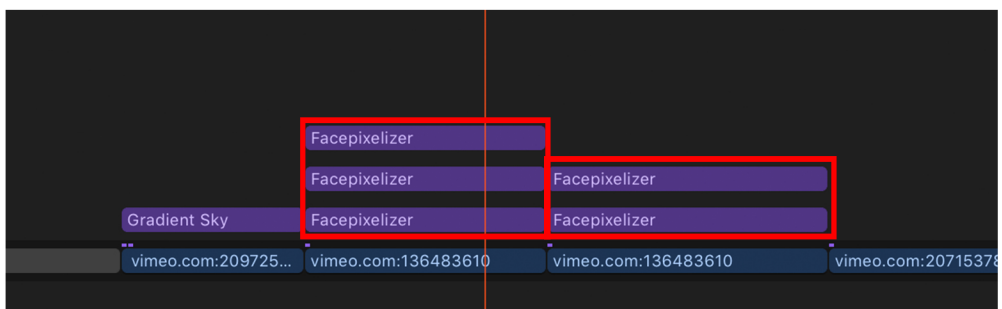 Facepixelizer
Facepixelizer Facepixelizer
Gradient Sky Facepixelizer Facepixelizer
vimeo.com:209725... vimeo.com:136483610 vimeo.com:136483610 vimeo.com:20715378